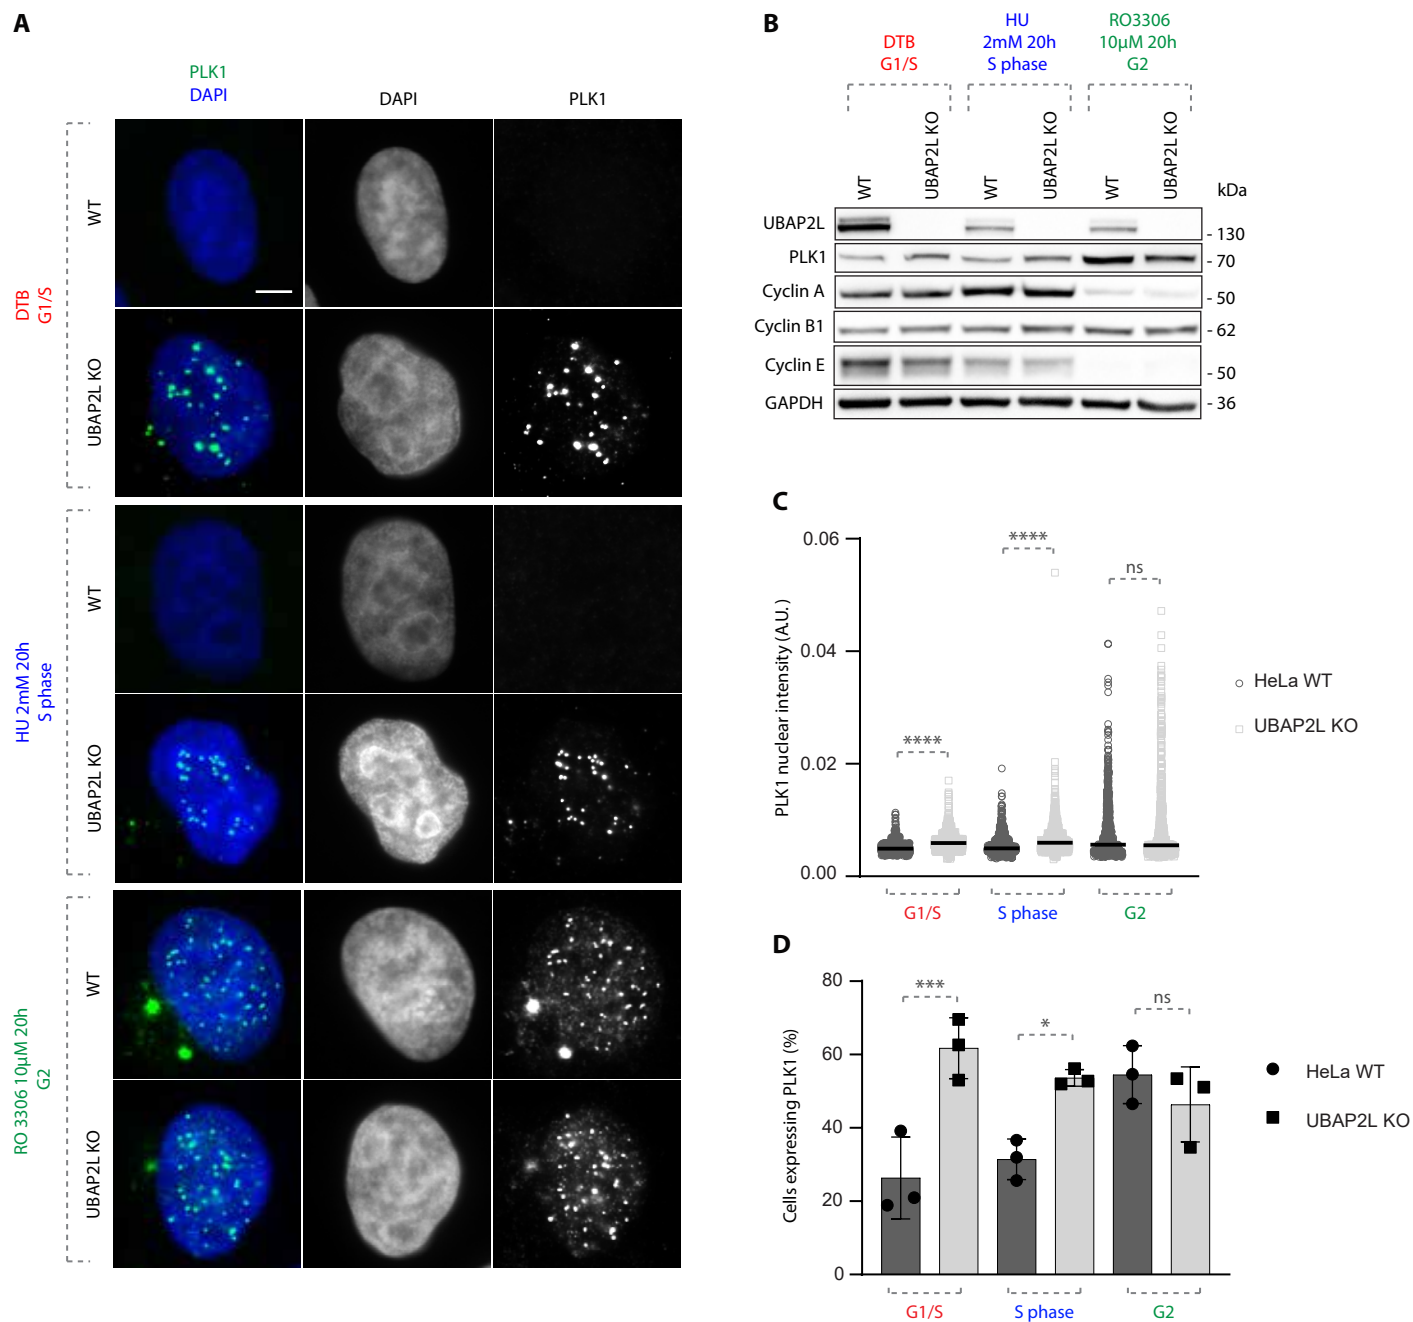 A
PLK1
DAPI
DAPI
PLK1
DTB
G1/S
WT
UBAP2L KO
HU 2mM 20h
S phase
WT
UBAP2L KO
RO 3306 10µM 20h
G2
WT
UBAP2L KO
B
DTB
G1/S
HU
2mM 20h
S phase
RO3306
10µM 20h
G2
WT
UBAP2L KO
WT
UBAP2L KO
WT
UBAP2L KO
kDa
UBAP2L
- 130
PLK1
- 70
Cyclin A
- 50
Cyclin B1
- 62
Cyclin E
- 50
GAPDH
- 36
C
PLK1 nuclear intensity (A.U.)
0.06
0.04
0.02
0.00
****
****
ns
G1/S
S phase
G2
HeLa WT
UBAP2L KO
D
Cells expressing PLK1 (%)
80
60
40
20
0
***
*
ns
G1/S
S phase
G2
HeLa WT
UBAP2L KO